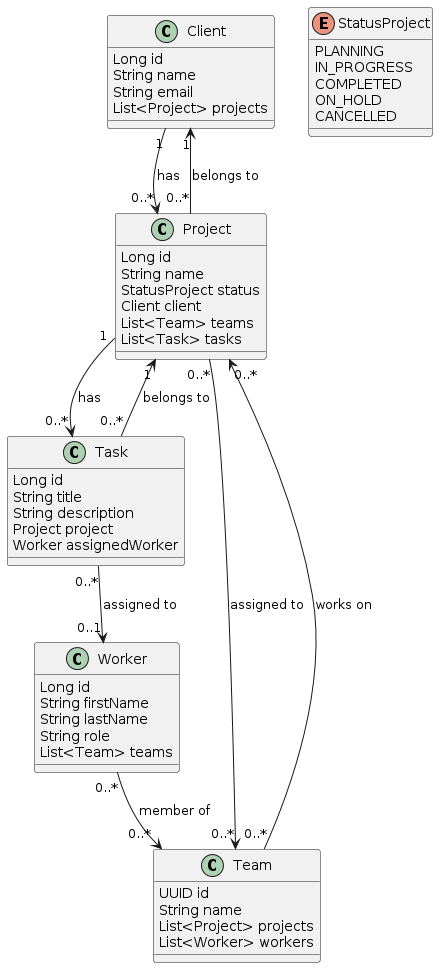 C Client
Long id
String name
String email
List<Project> projects
E StatusProject
PLANNING
IN_PROGRESS
COMPLETED
ON_HOLD
CANCELLED
1
1
has
belongs to
0..*
0..*
C Project
Long id
String name
StatusProject status
Client client
List<Team> teams
List<Task> tasks
1
1
0..*
0..*
has
belongs to
0..*
0..*
C Task
Long id
String title
String description
Project project
Worker assignedWorker
0..*
assigned to
assigned to
works on
0..1
C Worker
Long id
String firstName
String lastName
String role
List<Team> teams
0..*
member of
0..*
0..*
0..*
C Team
UUID id
String name
List<Project> projects
List<Worker> workers